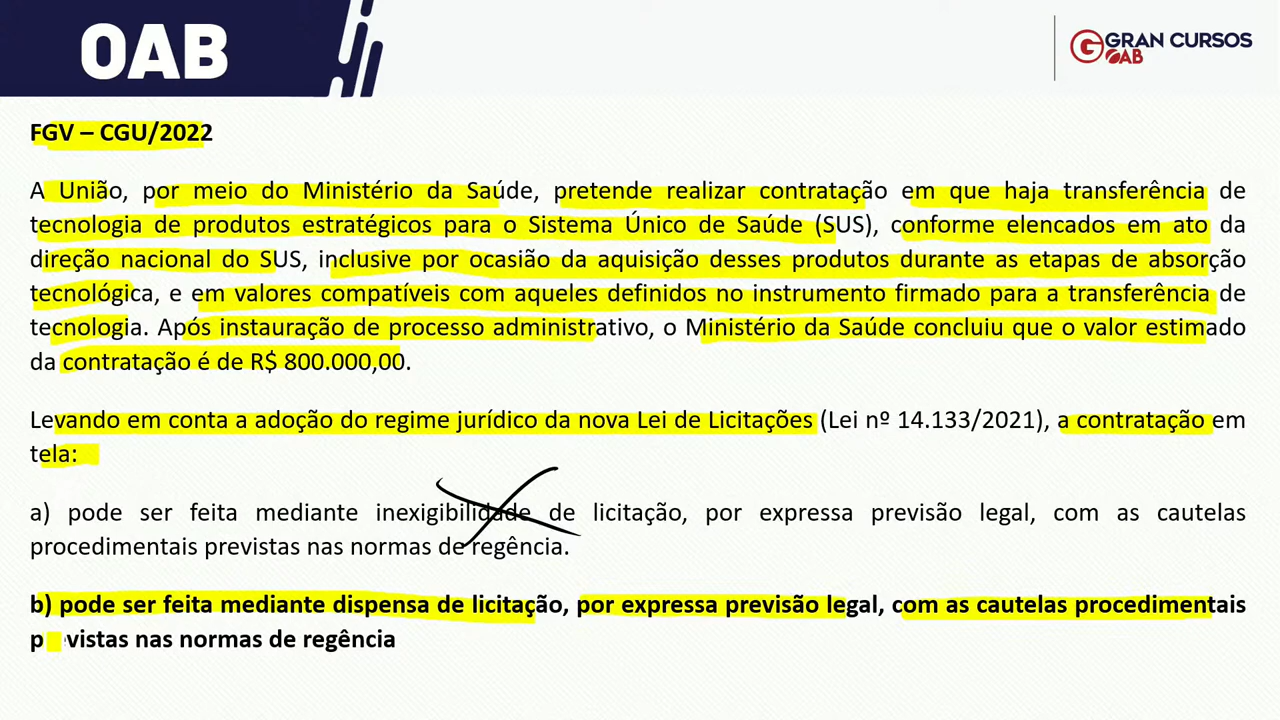 OAB
GRAN CURSOS
OAB
FGV – CGU/2022
A União, por meio do Ministério da Saúde, pretende realizar contratação em que haja transferência de
tecnologia de produtos estratégicos para o Sistema Único de Saúde (SUS), conforme elencados em ato da
direção nacional do SUS, inclusive por ocasião da aquisição desses produtos durante as etapas de absorção
tecnológica, e em valores compatíveis com aqueles definidos no instrumento firmado para a transferência de
tecnologia. Após instauração de processo administrativo, o Ministério da Saúde concluiu que o valor estimado
da contratação é de R$ 800.000,00.
Levando em conta a adoção do regime jurídico da nova Lei de Licitações (Lei nº 14.133/2021), a contratação em
tela:
a) pode ser feita mediante inexigibilidade de licitação, por expressa previsão legal, com as cautelas
procedimentais previstas nas normas de regência.
b) pode ser feita mediante dispensa de licitação, por expressa previsão legal, com as cautelas procedimentais
previstas nas normas de regência